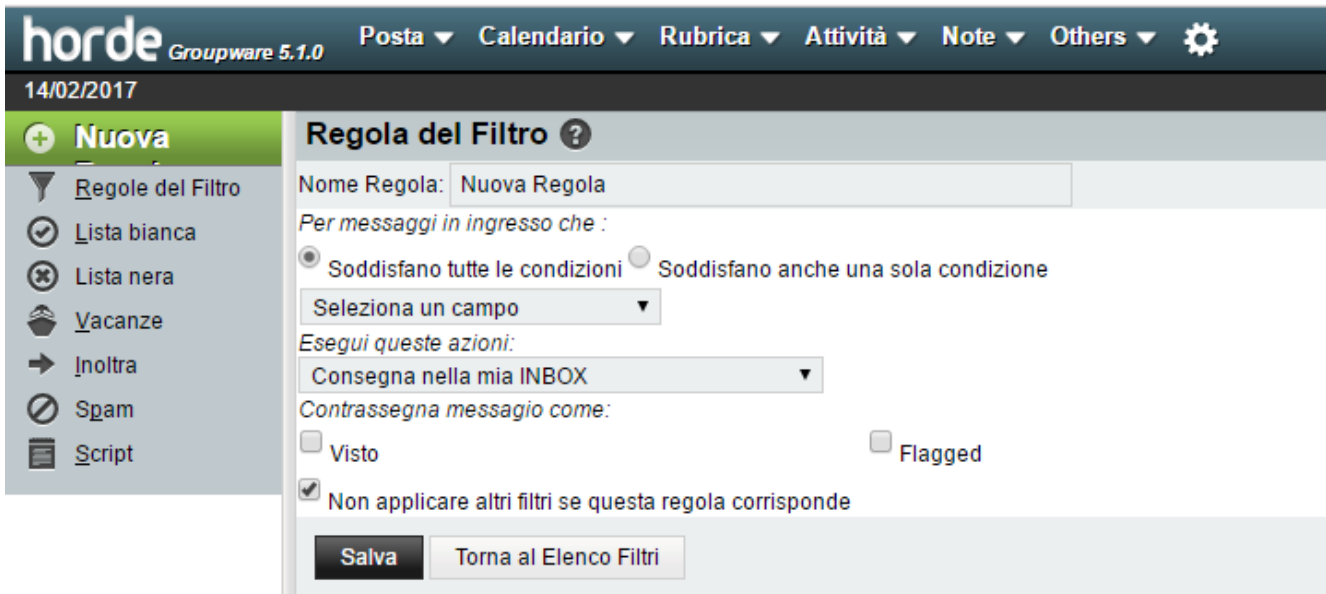 horde Groupware 5.1.0 Posta Calendario Rubrica Attività Note Others
14/02/2017
Nuova
Regole del Filtro
Lista bianca
Lista nera
Vacanze
Inoltra
Spam
Script
Regola del Filtro ?
Nome Regola: Nuova Regola
Per messaggi in ingresso che :
Soddisfano tutte le condizioni Soddisfano anche una sola condizione
Seleziona un campo
Esegui queste azioni:
Consegna nella mia INBOX
Contrassegna messagio come:
Visto Flagged
Non applicare altri filtri se questa regola corrisponde
Salva Torna al Elenco Filtri